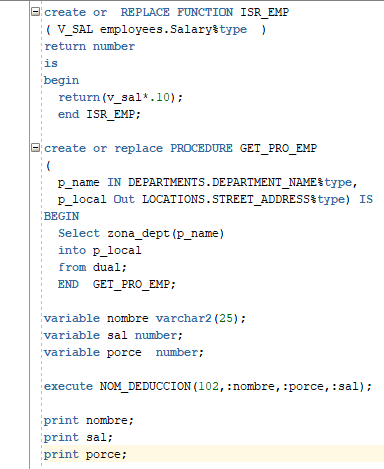 create or  REPLACE FUNCTION ISR_EMP
( V_SAL employees.Salary%type  )
return number
is
begin
  return(v_sal*.10);
  end ISR_EMP;
create or replace PROCEDURE GET_PRO_EMP
(
  p_name IN DEPARTMENTS.DEPARTMENT_NAME%type,
  p_local Out LOCATIONS.STREET_ADDRESS%type) IS
BEGIN
  Select zona_dept(p_name)
  into p_local
  from dual;
  END  GET_PRO_EMP;
variable nombre varchar2(25);
variable sal number;
variable porce  number;
execute NOM_DEDUCCION(102,:nombre,:porce,:sal);
print nombre;
print sal;
print porce;